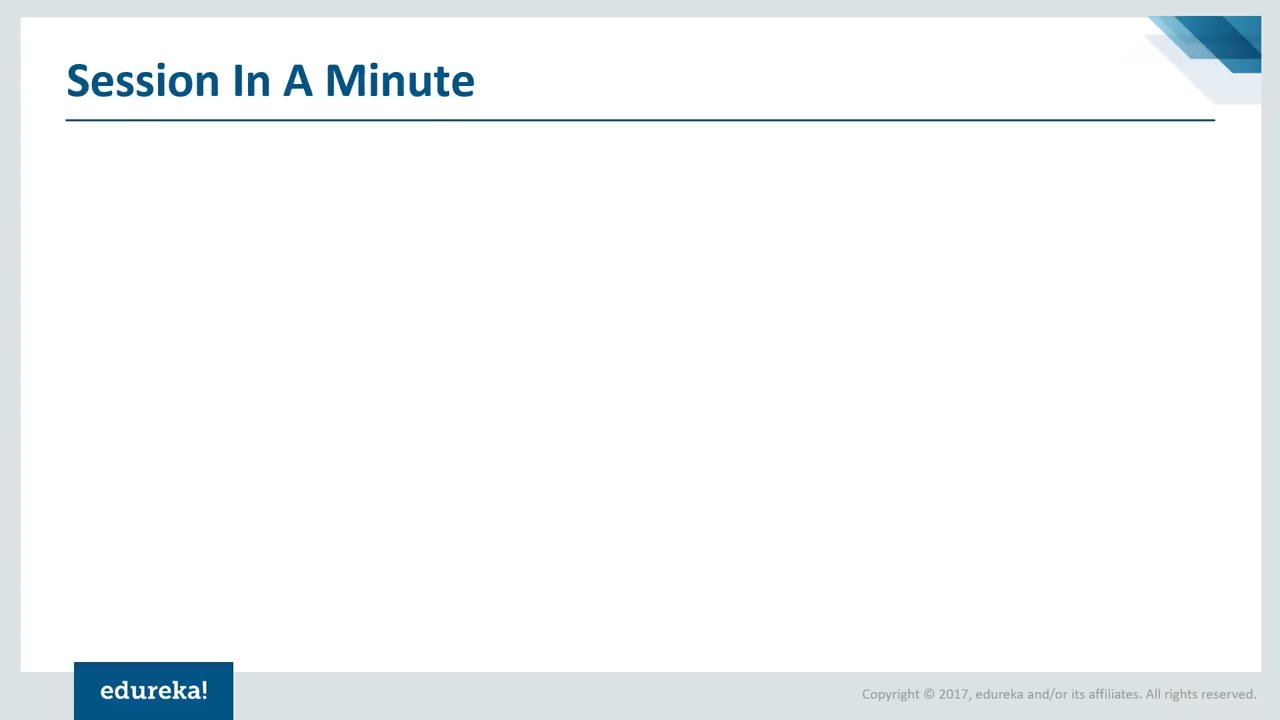 Session In A Minute
edureka!
Copyright © 2017, edureka and/or its affiliates. All rights reserved.